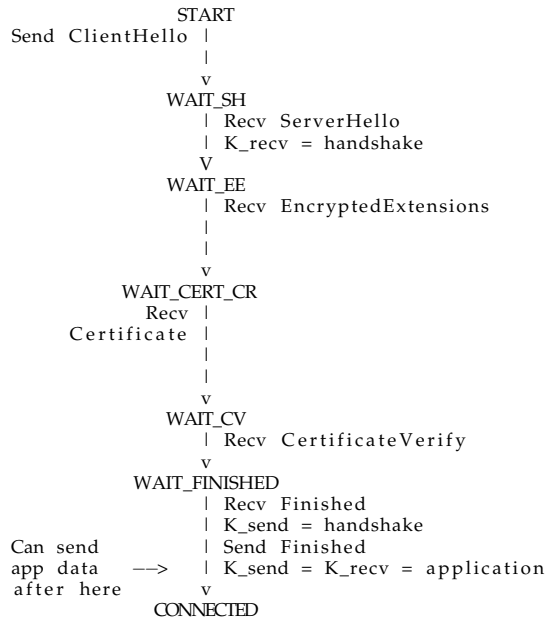 START
Send ClientHello |
|
|
v
WAIT_SH
| Recv ServerHello
| K_recv = handshake
V
WAIT_EE
| Recv EncryptedExtensions
|
|
v
WAIT_CERT_CR
Recv |
Certificate |
|
|
v
WAIT_CV
| Recv CertificateVerify
v
WAIT_FINISHED
| Recv Finished
| K_send = handshake
Can send | Send Finished
app data --> | K_send = K_recv = application
after here v
CONNECTED